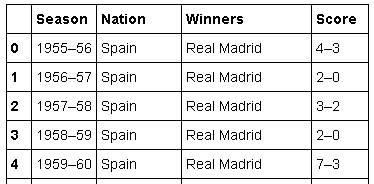 Season Nation Winners Score
0 1955–56 Spain Real Madrid 4–3
1 1956–57 Spain Real Madrid 2–0
2 1957–58 Spain Real Madrid 3–2
3 1958–59 Spain Real Madrid 2–0
4 1959–60 Spain Real Madrid 7–3